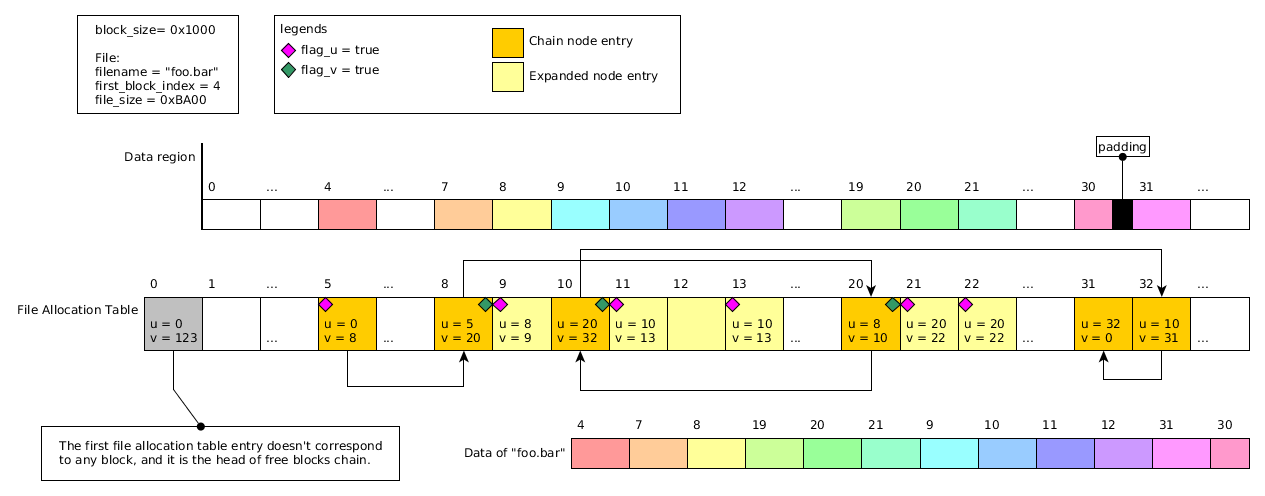 block_size= 0x1000
File:
filename = "foo.bar"
first_block_index = 4
file_size = 0xBA00
legends
flag_u = true
flag_v = true
Chain node entry
Expanded node entry
padding
Data region
0 ... 4 ... 7 8 9 10 11 12 ... 19 20 21 ... 30 31 ...
0 1 5 8 9 10 11 12 13 20 21 22 31 32
File Allocation Table
u = 0 u = 0 u = 5 u = 8 u = 20 u = 10 u = 10 u = 8 u = 20 u = 20 u = 32 u = 10
v = 123 ... v = 8 ... v = 20 v = 9 v = 32 v = 13 v = 13 ... v = 10 v = 22 v = 22 ... v = 0 v = 31 ...
The first file allocation table entry doesn't correspond
to any block, and it is the head of free blocks chain.
4 7 8 19 20 21 9 10 11 12 31 30
Data of "foo.bar"